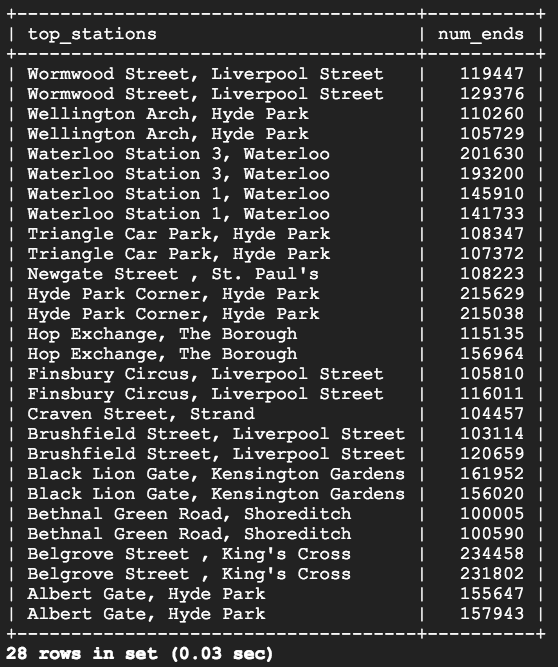 +--------------------------------------------+-----------+
| top_stations | num_ends |
+--------------------------------------------+-----------+
| Wormwood Street, Liverpool Street | 119447 |
| Wormwood Street, Liverpool Street | 129376 |
| Wellington Arch, Hyde Park | 110260 |
| Wellington Arch, Hyde Park | 105729 |
| Waterloo Station 3, Waterloo | 201630 |
| Waterloo Station 3, Waterloo | 193200 |
| Waterloo Station 1, Waterloo | 145910 |
| Waterloo Station 1, Waterloo | 141733 |
| Triangle Car Park, Hyde Park | 108347 |
| Triangle Car Park, Hyde Park | 107372 |
| Newgate Street , St. Paul's | 108223 |
| Hyde Park Corner, Hyde Park | 215629 |
| Hyde Park Corner, Hyde Park | 215038 |
| Hop Exchange, The Borough | 115135 |
| Hop Exchange, The Borough | 156964 |
| Finsbury Circus, Liverpool Street | 105810 |
| Finsbury Circus, Liverpool Street | 116011 |
| Craven Street, Strand | 104457 |
| Brushfield Street, Liverpool Street | 103114 |
| Brushfield Street, Liverpool Street | 120659 |
| Black Lion Gate, Kensington Gardens | 161952 |
| Black Lion Gate, Kensington Gardens | 156020 |
| Bethnal Green Road, Shoreditch | 100005 |
| Bethnal Green Road, Shoreditch | 100590 |
| Belgrove Street , King's Cross | 234458 |
| Belgrove Street , King's Cross | 231802 |
| Albert Gate, Hyde Park | 155647 |
| Albert Gate, Hyde Park | 157943 |
+--------------------------------------------+-----------+
28 rows in set (0.03 sec)